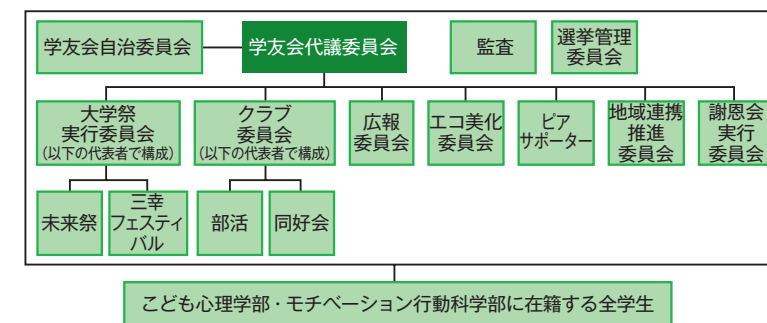 学友会自治委員会
学友会代議委員会
監査
選挙管理
委員会
大学祭
実行委員会
(以下の代表者で構成)
クラブ
委員会
(以下の代表者で構成)
広報
委員会
エコ美化
委員会
ピア
サポーター
地域連携
推進
委員会
謝恩会
実行
委員会
未来祭
三幸
フェスティ
バル
部活
同好会
こども心理学部・モチベーション行動科学部に在籍する全学生